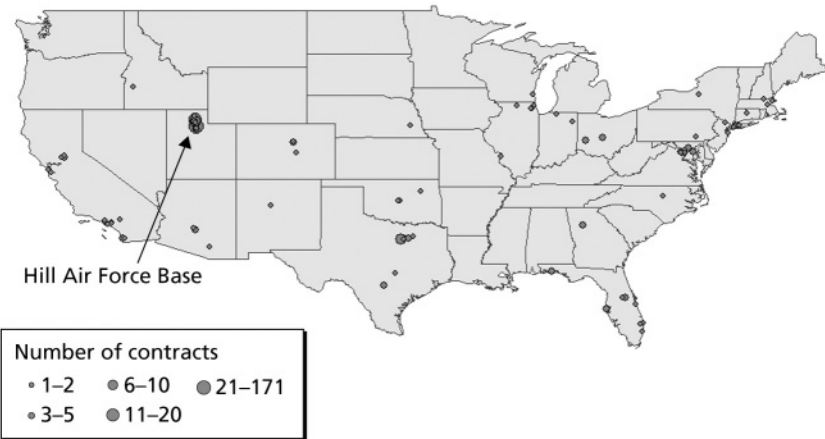 Hill Air Force Base
Number of contracts
1–2 6–10 21–171
3–5 11–20